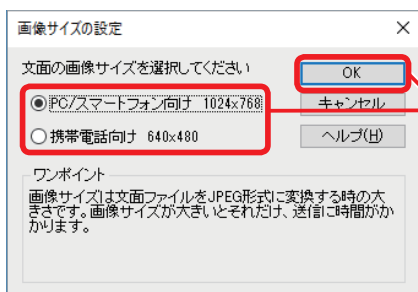 画像サイズの設定
文面の画像サイズを選択してください
OK
PC/スマートフォン向け 1024x768
キャンセル
携帯電話向け 640x480
ヘルプ(H)
ワンポイント
画像サイズは文面ファイルをJPEG形式に変換する時の大
きさです。画像サイズが大きいとそれだけ、送信に時間がか
かります。